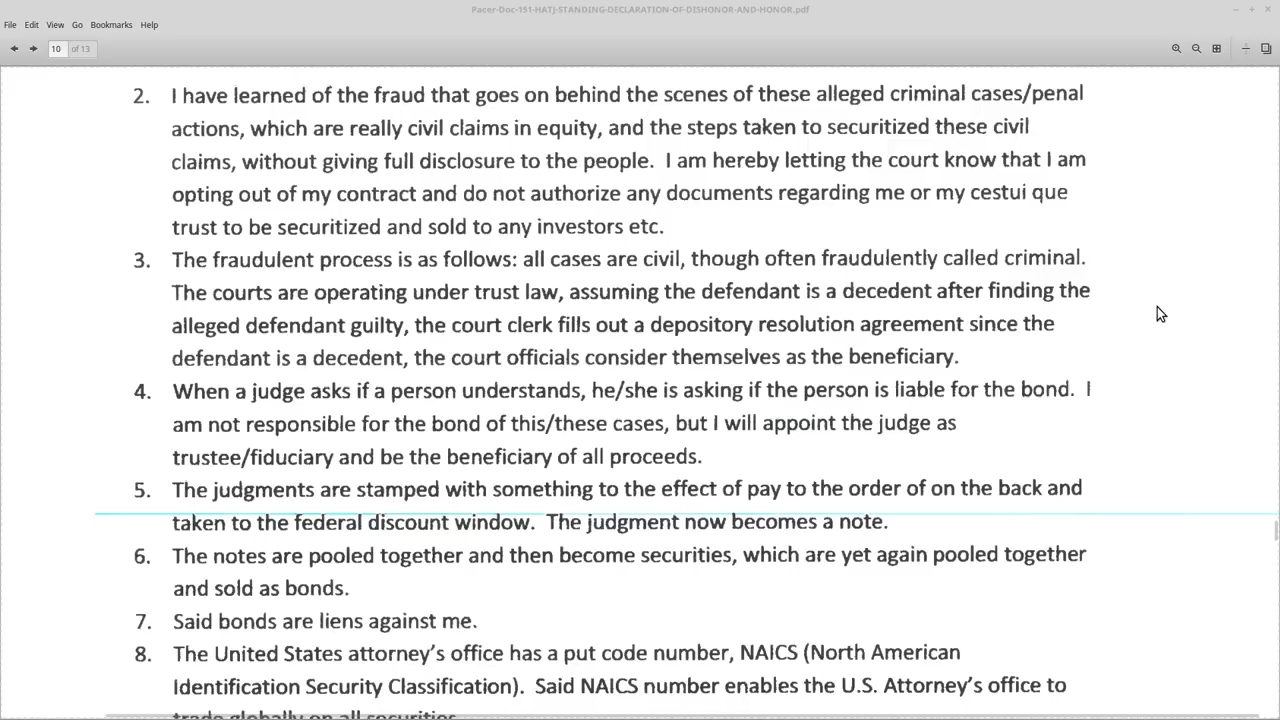 Pacer-Doc-151-HATJ-STANDING-DECLARATION-OF-DISHONOR-AND-HONOR.pdf
File Edit View Go Bookmarks Help
10 of 13
2. I have learned of the fraud that goes on behind the scenes of these alleged criminal cases/penal
actions, which are really civil claims in equity, and the steps taken to securitized these civil
claims, without giving full disclosure to the people. I am hereby letting the court know that I am
opting out of my contract and do not authorize any documents regarding me or my cestui que
trust to be securitized and sold to any investors etc.
3. The fraudulent process is as follows: all cases are civil, though often fraudulently called criminal.
The courts are operating under trust law, assuming the defendant is a decedent after finding the
alleged defendant guilty, the court clerk fills out a depository resolution agreement since the
defendant is a decedent, the court officials consider themselves as the beneficiary.
4. When a judge asks if a person understands, he/she is asking if the person is liable for the bond. I
am not responsible for the bond of this/these cases, but I will appoint the judge as
trustee/fiduciary and be the beneficiary of all proceeds.
5. The judgments are stamped with something to the effect of pay to the order of on the back and
taken to the federal discount window. The judgment now becomes a note.
6. The notes are pooled together and then become securities, which are yet again pooled together
and sold as bonds.
7. Said bonds are liens against me.
8. The United States attorney's office has a put code number, NAICS (North American
Identification Security Classification). Said NAICS number enables the U.S. Attorney's office to
trade globally on all securities.